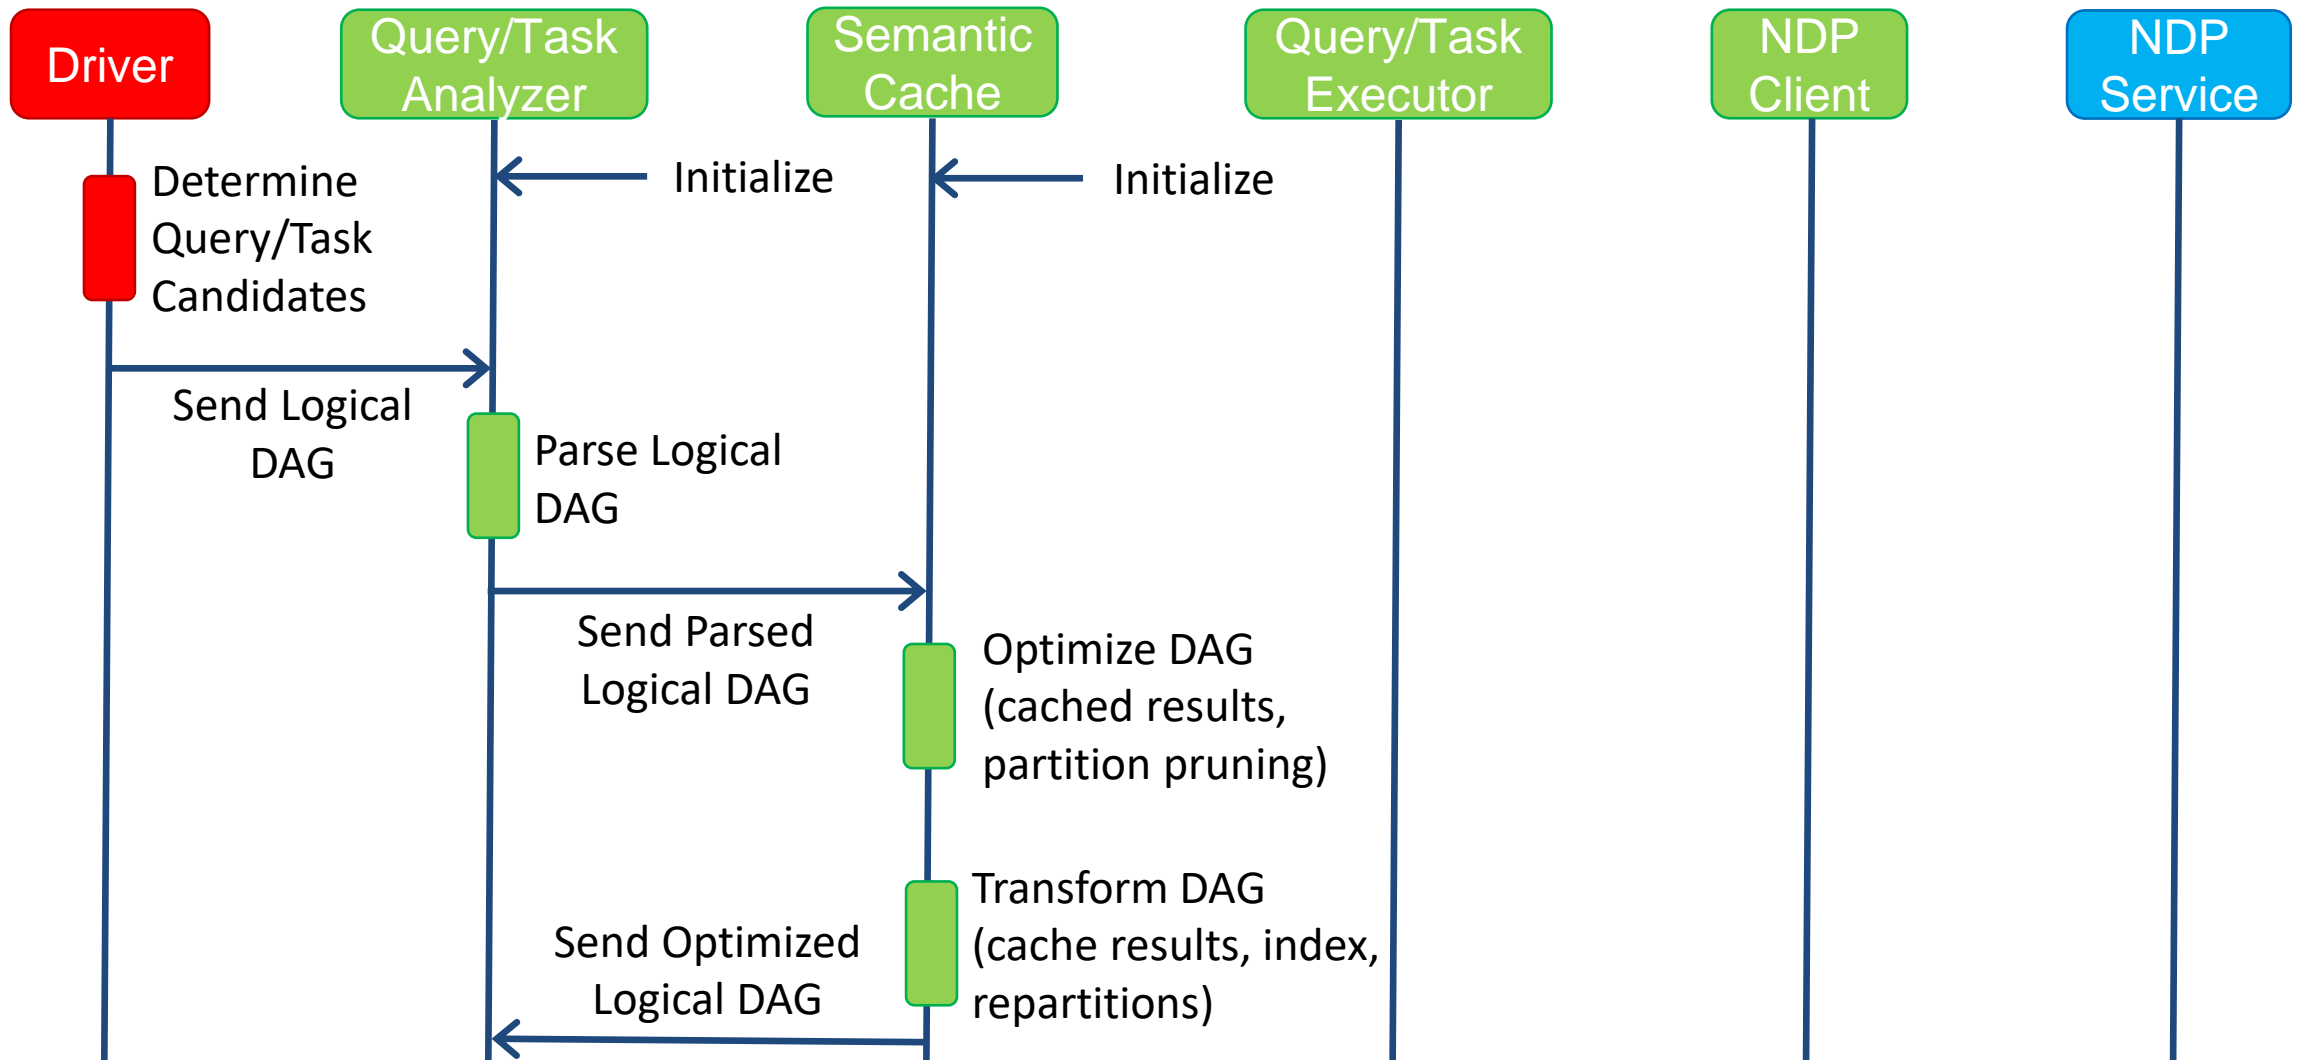 Driver
Query/Task
Analyzer
Semantic
Cache
Query/Task
Executor
NDP
Client
NDP
Service
Initialize
Initialize
Determine
Query/Task
Candidates
Send Logical
DAG
Parse Logical
DAG
Send Parsed
Logical DAG
Optimize DAG
(cached results,
partition pruning)
Transform DAG
(cache results, index,
repartitions)
Send Optimized
Logical DAG